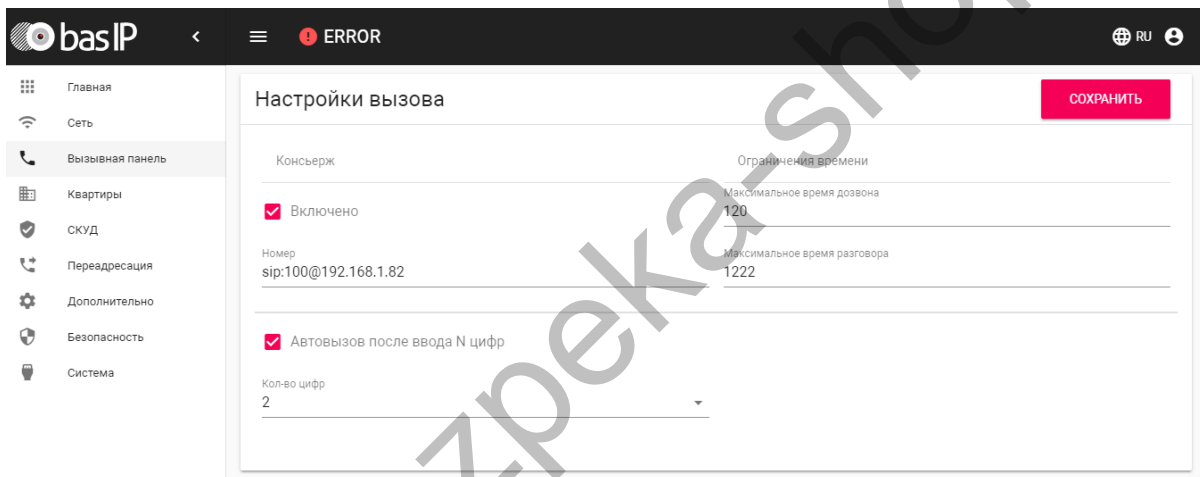 bas IP
ERROR
RU
Главная
Сеть
Вызывная панель
Квартиры
СКУД
Переадресация
Дополнительно
Безопасность
Система
Настройки вызова
СОХРАНИТЬ
Консьерж
Включено
Номер
sip:100@192.168.1.82
Ограничения времени
Максимальное время дозвона
120
Максимальное время разговора
1222
Автовызов после ввода N цифр
Кол-во цифр
2
zpeka-shop